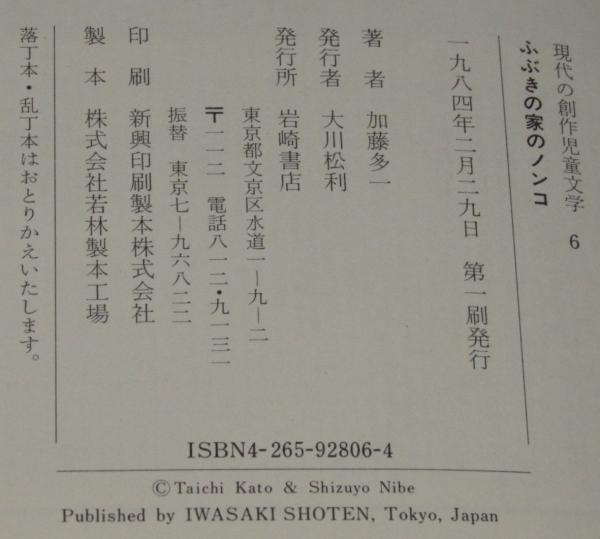 現代の創作児童文学 6
ふぶきの家のノンコ
一九八四年二月二九日 第一刷発行
著者 加藤多一
発行者 大川松利
発行所 岩崎書店
東京都文京区水道一—九—二
〒一一二 電話八一二・九一三一
振替 東京七—九六八二二
印刷 新興印刷製本株式会社
製本 株式会社若林製本工場
落丁本・乱丁本はおとりかえいたします。
ISBN4-265-92806-4
© Taichi Kato & Shizuyo Nibe
Published by IWASAKI SHOTEN, Tokyo, Japan